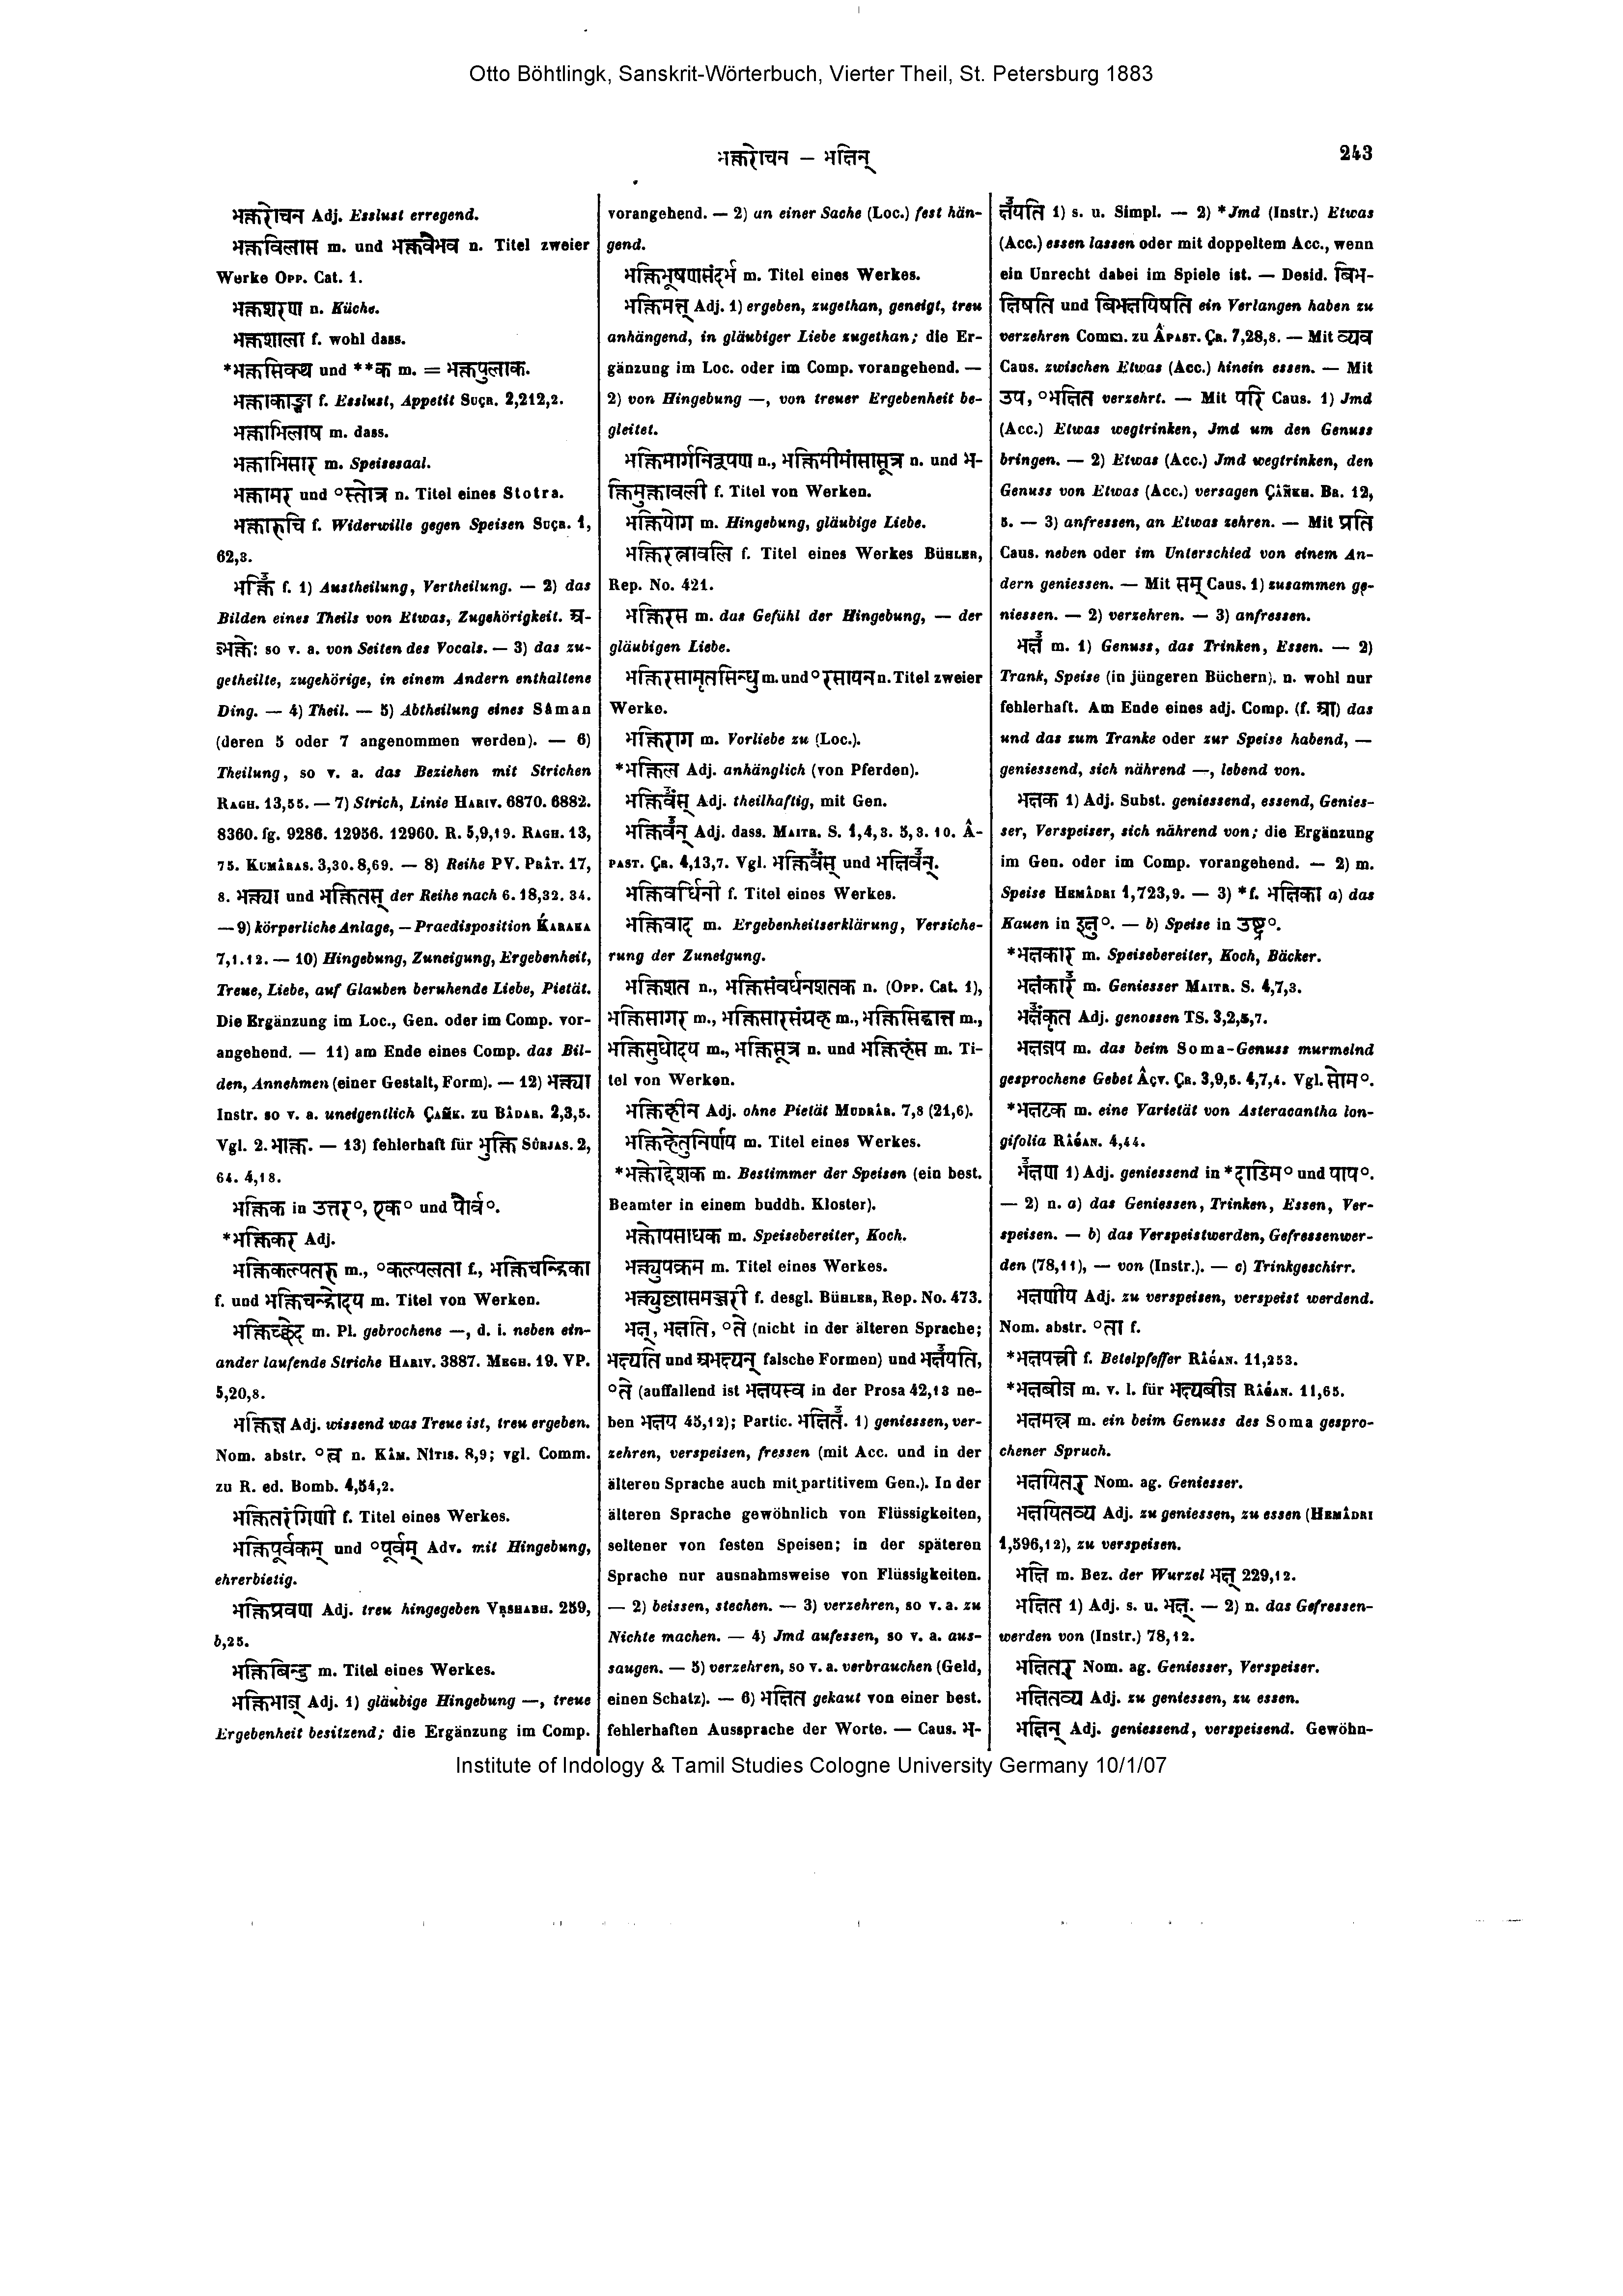 Otto Böhtlingk, Sanskrit-Wörterbuch, Vierter Theil, St. Petersburg 1883
भक्तरोचन – भक्षिन्
243
भक्तरोचन Adj. Esslust erregend.
भक्तविलास m. und भक्तवैभव n. Titel zweier
Werke Opp. Cat. 1.
भक्तशरण n. Küche.
भक्तशाला f. wohl dass.
*भक्तसिक्थ und **क m. = भक्तपुलाक.
भक्ताकाङ्क्षा f. Esslust, Appetit Suçr. 2,212,2.
भक्ताभिलाष m. dass.
भक्ताभिसार m. Speisesaal.
भक्तामर und °स्तोत्र n. Titel eines Stotra.
भक्तारुचि f. Widerwille gegen Speisen Suçr. 1,
62,3.
भक्ति f. 1) Austheilung, Vertheilung. — 2) das
Bilden eines Theils von Etwas, Zugehörigkeit. अ-
ज्भक्तेः so v. a. von Seiten des Vocals. — 3) das zu-
getheilte, zugehörige, in einem Andern enthaltene
Ding. — 4) Theil. — 5) Abtheilung eines Sâman
(deren 5 oder 7 angenommen werden). — 6)
Theilung, so v. a. das Beziehen mit Strichen
Ragh. 13,55. — 7) Strich, Linie Hariv. 6870. 6882.
8360. fg. 9286. 12956. 12960. R. 5,9,19. Ragh. 13,
75. Kumâras. 3,30. 8,69. — 8) Reihe PV. Prât. 17,
8. भक्त्या und भक्तितस् der Reihe nach 6. 18,32. 34.
— 9) körperliche Anlage, – Praedisposition Ḱaraka
7,1.12. — 10) Hingebung, Zuneigung, Ergebenheit,
Treue, Liebe, auf Glauben beruhende Liebe, Pietät.
Die Ergänzung im Loc., Gen. oder im Comp. vor-
angehend. — 11) am Ende eines Comp. das Bil-
den, Annehmen (einer Gestalt, Form). — 12) भक्त्या
Instr. so v. a. uneigentlich Çañk. zu Bâdar. 2,3,5.
Vgl. 2. भाक्त. — 13) fehlerhaft für भुक्ति Sûrjas. 2,
64. 4,18.
भक्तिक in उत्तर°, एक° und पौर्व°.
*भक्तिकर Adj.
भक्तिकल्पतरु m., °कल्पलता f., भक्तिचन्द्रिका
f. und भक्तिचन्द्रोदय m. Titel von Werken.
भक्तिच्छेद m. Pl. gebrochene —, d. i. neben ein-
ander laufende Striche Hariv. 3887. Megh. 19. VP.
5,20,8.
भक्तिज्ञ Adj. wissend was Treue ist, treu ergeben.
Nom. abstr. °त्व n. Kâm. Nîtis. 8,9; vgl. Comm.
zu R. ed. Bomb. 4,54,2.
भक्तितरंगिणी f. Titel eines Werkes.
भक्तिपूर्वकम् und °पूर्वम् Adv. mit Hingebung,
ehrerbietig.
भक्तिप्रवण Adj. treu hingegeben Vṛshabh. 259,
b,25.
भक्तिबिन्दु m. Titel eines Werkes.
भक्तिभाज् Adj. 1) gläubige Hingebung —, treue
Ergebenheit besitzend; die Ergänzung im Comp.
vorangehend. — 2) an einer Sache (Loc.) fest hän-
gend.
भक्तिभूषणसंदर्भ m. Titel eines Werkes.
भक्तिमत्त् Adj. 1) ergeben, zugethan, geneigt, treu
anhängend, in gläubiger Liebe zugethan; die Er-
gänzung im Loc. oder im Comp. vorangehend. —
2) von Hingebung —, von treuer Ergebenheit be-
gleitet.
भक्तिमार्गनिरूपण n., भक्तिमीमांसासूत्र n. und भ-
क्तिमुक्तावली f. Titel von Werken.
भक्तियोग m. Hingebung, gläubige Liebe.
भक्तिरत्नावलि f. Titel eines Werkes Bühler,
Rep. No. 421.
भक्तिरस m. das Gefühl der Hingebung, — der
gläubigen Liebe.
भक्तिरसामृतसिन्धु m. und °रसायन n. Titel zweier
Werke.
भक्तिराग m. Vorliebe zu (Loc.).
*भक्तिल Adj. anhänglich (von Pferden).
भक्तिवंस् Adj. theilhaftig, mit Gen.
भक्तिवन् Adj. dass. Maitr. S. 1,4,3. 5,3. 10. Â-
past. Çr. 4,13,7. Vgl. भक्तिवंस् und भक्षिवन्.
भक्तिवर्धिनी f. Titel eines Werkes.
भक्तिवाद m. Ergebenheitserklärung, Versiche-
rung der Zuneigung.
भक्तिशत n., भक्तिसंवर्धनशतक n. (Opp. Cat. 1),
भक्तिसागर m., भक्तिसारसंग्रह m., भक्तिसिद्धान्त m.,
भक्तिसुधोदय m., भक्तिसूत्र n. und भक्तिहंस m. Ti-
tel von Werken.
भक्तिहीन Adj. ohne Pietät Mudrâr. 7,8 (21,6).
भक्तिहेतुनिर्णय m. Titel eines Werkes.
*भक्तोद्देशक m. Bestimmer der Speisen (ein best.
Beamter in einem buddh. Kloster).
भक्तोपसाधक m. Speisebereiter, Koch.
भक्त्युपक्रम m. Titel eines Werkes.
भक्त्युल्लासमञ्जरी f. desgl. Bühler, Rep. No. 473.
भक्ष्, भक्षति, °ते (nicht in der älteren Sprache;
भक्ष्यति und अभक्ष्यन् falsche Formen) und भक्षयति,
°ते (auffallend ist भक्षयस्व in der Prosa 42,13 ne-
ben भक्षय 45,12); Partic. भक्षित. 1) geniessen, ver-
zehren, verspeisen, fressen (mit Acc. und in der
älteren Sprache auch mit partitivem Gen.). In der
älteren Sprache gewöhnlich von Flüssigkeiten,
seltener von festen Speisen; in der späteren
Sprache nur ausnahmsweise von Flüssigkeiten.
— 2) beissen, stechen. — 3) verzehren, so v. a. zu
Nichte machen. — 4) Jmd aufessen, so v. a. aus-
saugen. — 5) verzehren, so v. a. verbrauchen (Geld,
einen Schatz). — 6) भक्षित gekaut von einer best.
fehlerhaften Aussprache der Worte. — Caus. भ-
क्षयति 1) s. u. Simpl. — 2) *Jmd (Instr.) Etwas
(Acc.) essen lassen oder mit doppeltem Acc., wenn
ein Unrecht dabei im Spiele ist. — Desid. बिभ-
क्षिषति und बिभक्षयिषति ein Verlangen haben zu
verzehren Comm. zu Âpast. Çr. 7,28,8. — Mit व्यव
Caus. zwischen Etwas (Acc.) hinein essen. — Mit
उप, °भक्षित verzehrt. — Mit परि Caus. 1) Jmd
(Acc.) Etwas wegtrinken, Jmd um den Genuss
bringen. — 2) Etwas (Acc.) Jmd wegtrinken, den
Genuss von Etwas (Acc.) versagen Çâñkh. Br. 12,
5. — 3) anfressen, an Etwas zehren. — Mit प्रति
Caus. neben oder im Unterschied von einem An-
dern geniessen. — Mit सम् Caus. 1) zusammen ge-
niessen. — 2) verzehren. — 3) anfressen.
भक्ष m. 1) Genuss, das Trinken, Essen. — 2)
Trank, Speise (in jüngeren Büchern). n. wohl nur
fehlerhaft. Am Ende eines adj. Comp. (f. आ) das
und das zum Tranke oder zur Speise habend, —
geniessend, sich nährend —, lebend von.
भक्षक 1) Adj. Subst. geniessend, essend, Genies-
ser, Verspeiser, sich nährend von; die Ergänzung
im Gen. oder im Comp. vorangehend. — 2) m.
Speise Hemâdri 1,723,9. — 3) *f. भक्षिका a) das
Kauen in इक्षु°. — b) Speise in उष्ट्र°.
*भक्षकार m. Speisebereiter, Koch, Bäcker.
भक्षंकार m. Geniesser Maitr. S. 4,7,3.
भक्षंकृत Adj. genossen TS. 3,2,5,7.
भक्षजप m. das beim Soma-Genuss murmelnd
gesprochene Gebet Âçv. Çr. 3,9,5. 4,7,4. Vgl. सोम°.
*भक्षटक m. eine Varietät von Asteracantha lon-
gifolia Râǵan. 4,44.
भक्षण 1) Adj. geniessend in *दाडिम° und पाप°.
— 2) n. a) das Geniessen, Trinken, Essen, Ver-
speisen. — b) das Verspeistwerden, Gefressenwer-
den (78,11), — von (Instr.). — c) Trinkgeschirr.
भक्षणीय Adj. zu verspeisen, verspeist werdend.
Nom. abstr. °ता f.
*भक्षपत्त्री f. Betelpfeffer Râǵan. 11,253.
*भक्षबीज m. v. l. für भक्ष्यबीज Râǵan. 11,65.
भक्षमन्त्र m. ein beim Genuss des Soma gespro-
chener Spruch.
भक्षयितर् Nom. ag. Geniesser.
भक्षयितव्य Adj. zu geniessen, zu essen (Hemâdri
1,596,12), zu verspeisen.
भक्षि m. Bez. der Wurzel भक्ष् 229,12.
भक्षित 1) Adj. s. u. भक्ष्. — 2) n. das Gefressen-
werden von (Instr.) 78,12.
भक्षितर् Nom. ag. Geniesser, Verspeiser.
भक्षितव्य Adj. zu geniessen, zu essen.
भक्षिन् Adj. geniessend, verspeisend. Gewöhn-
Institute of Indology & Tamil Studies Cologne University Germany 10/1/07